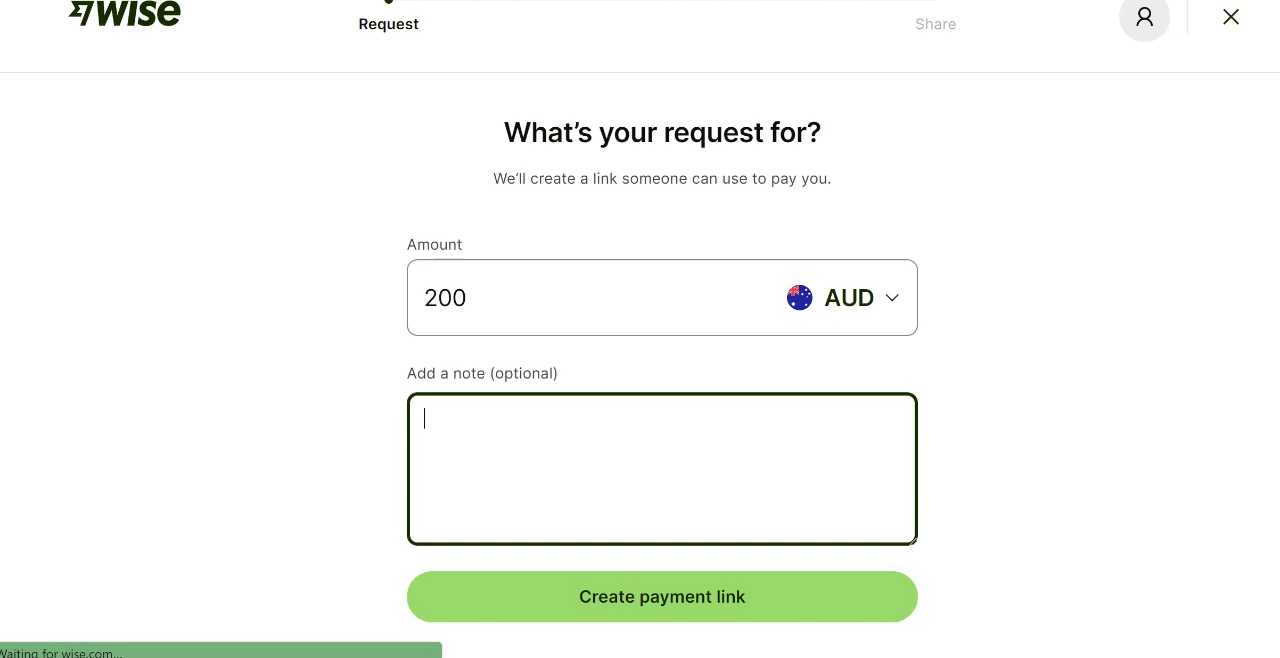 WISE
Request
Share
What's your request for?
We'll create a link someone can use to pay you.
Amount
200
AUD
Add a note (optional)
Create payment link
Waiting for wise.com...